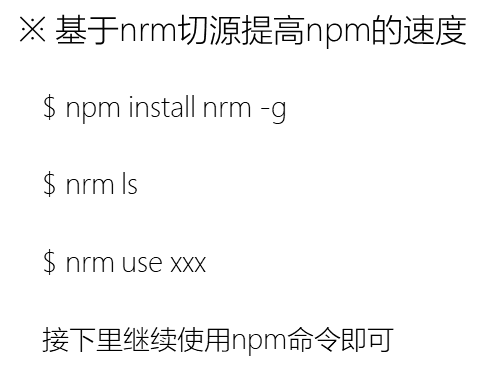 ※ 基于nrm切源提高npm的速度
$ npm install nrm -g
$ nrm ls
$ nrm use xxx
接下里继续使用npm命令即可